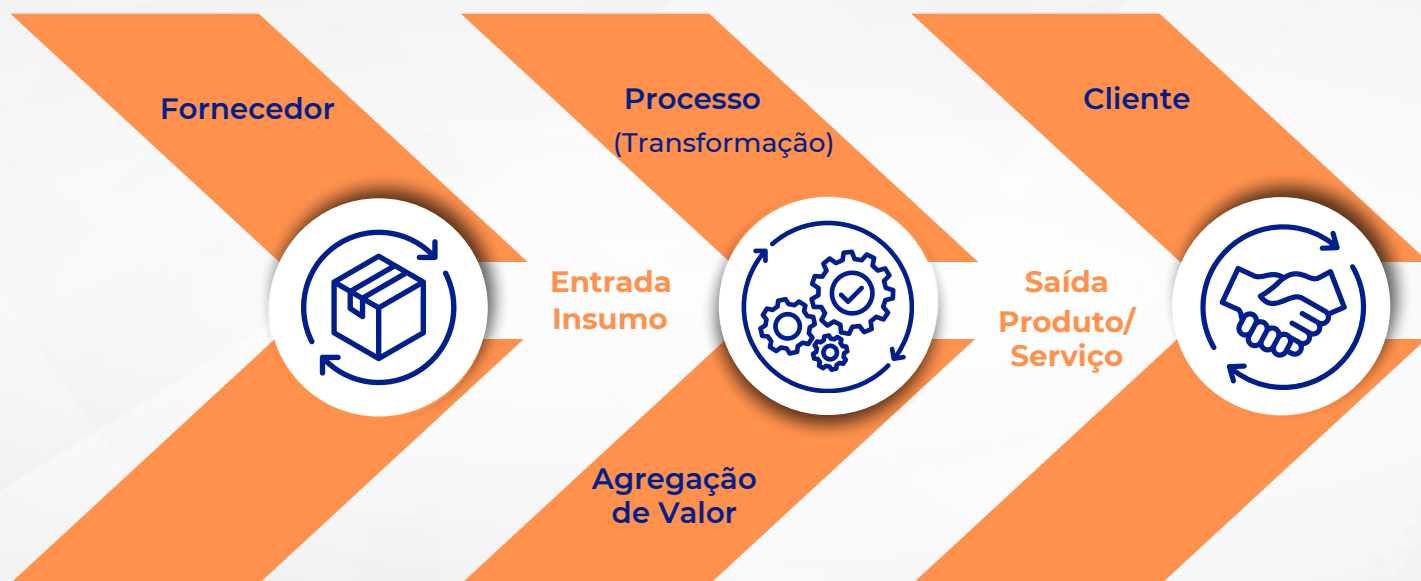 Fornecedor
Processo
(Transformação)
Cliente
Entrada
Insumo
Saída
Produto/
Serviço
Agregação
de Valor